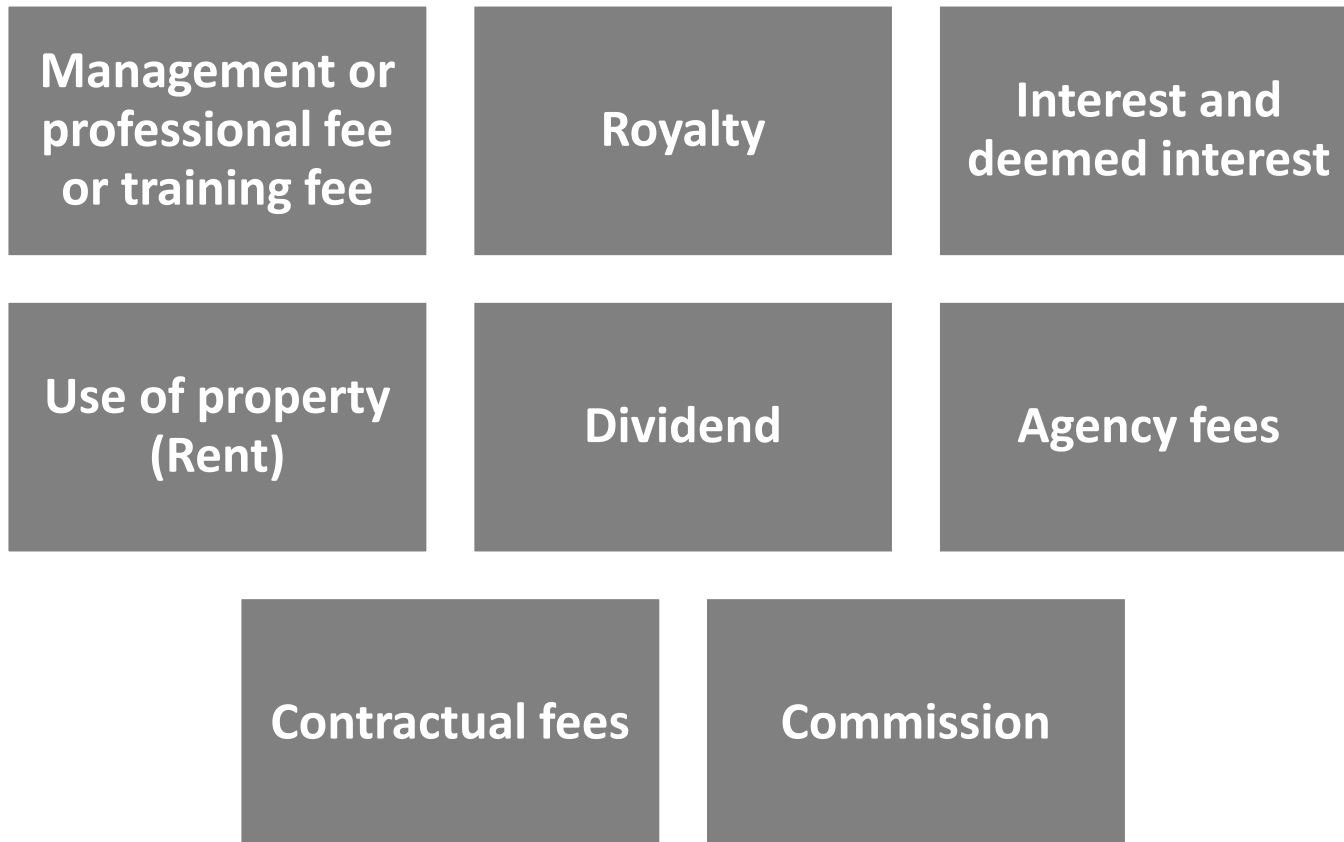 Management or
professional fee
or training fee
Royalty
Interest and
deemed interest
Use of property
(Rent)
Dividend
Agency fees
Contractual fees
Commission